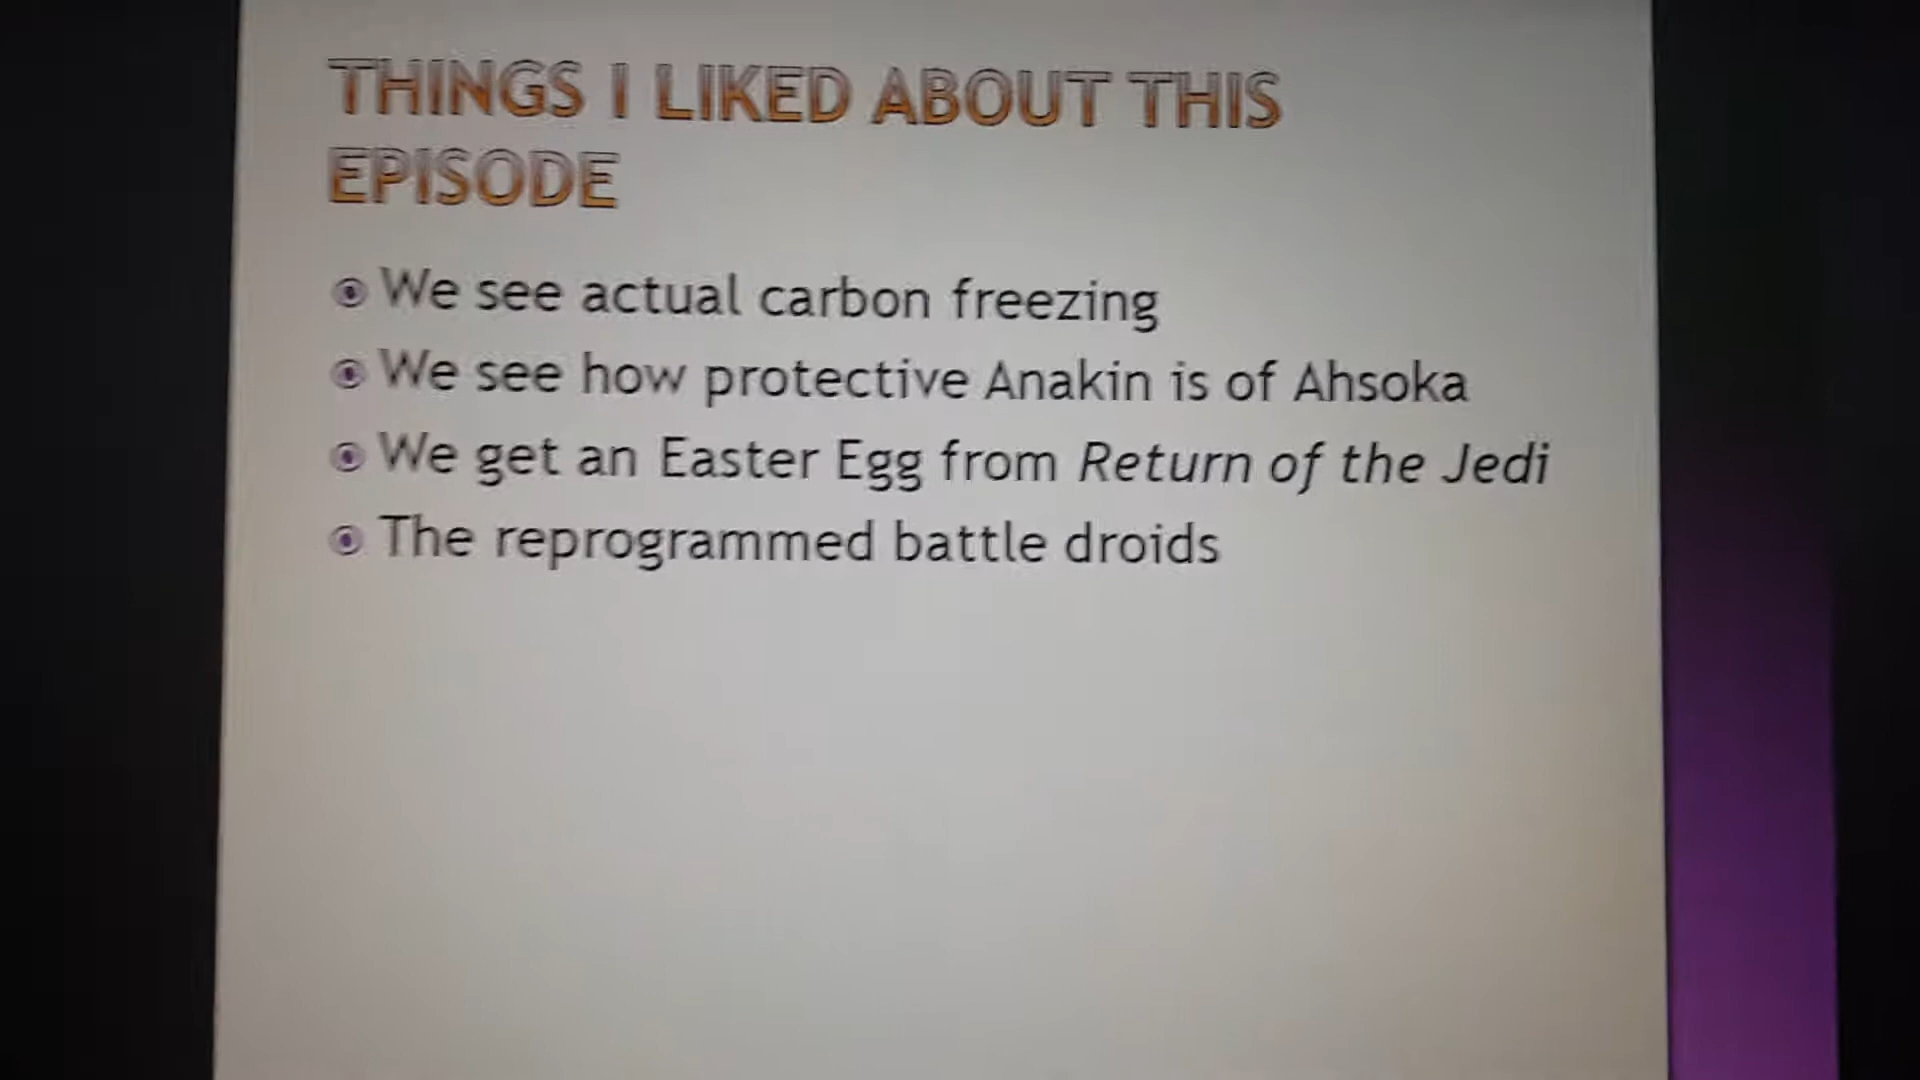 THINGS I LIKED ABOUT THIS
EPISODE
We see actual carbon freezing
We see how protective Anakin is of Ahsoka
We get an Easter Egg from Return of the Jedi
The reprogrammed battle droids